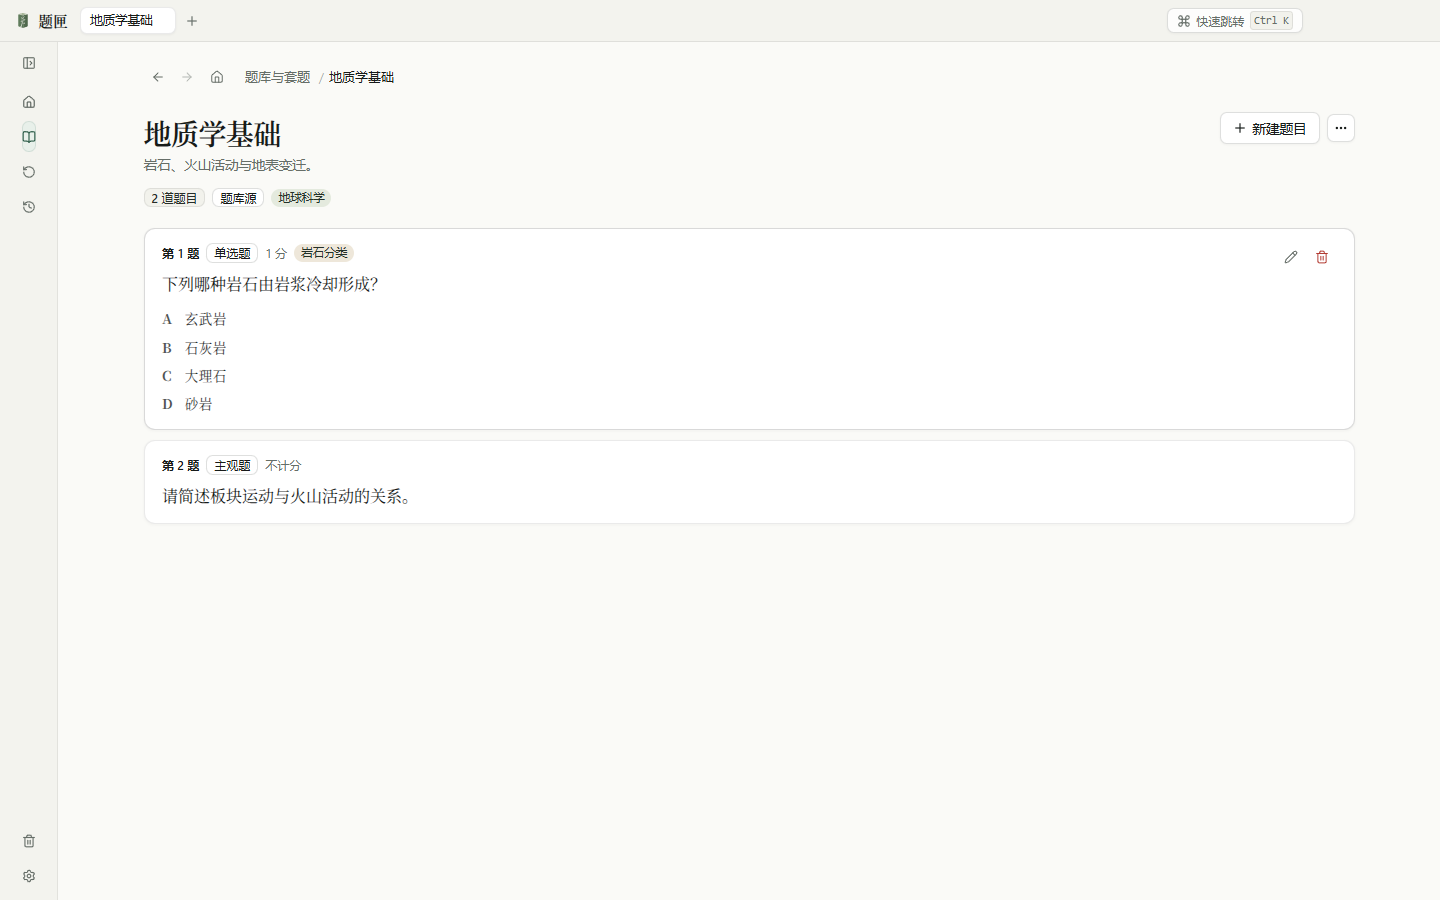 题匣
地质学基础
快速跳转 Ctrl K
题库与套题 / 地质学基础
地质学基础
新建题目
岩石、火山活动与地表变迁。
2 道题目 题库源 地球科学
第 1 题 单选题 1 分 岩石分类
下列哪种岩石由岩浆冷却形成？
A 玄武岩
B 石灰岩
C 大理石
D 砂岩
第 2 题 主观题 不计分
请简述板块运动与火山活动的关系。